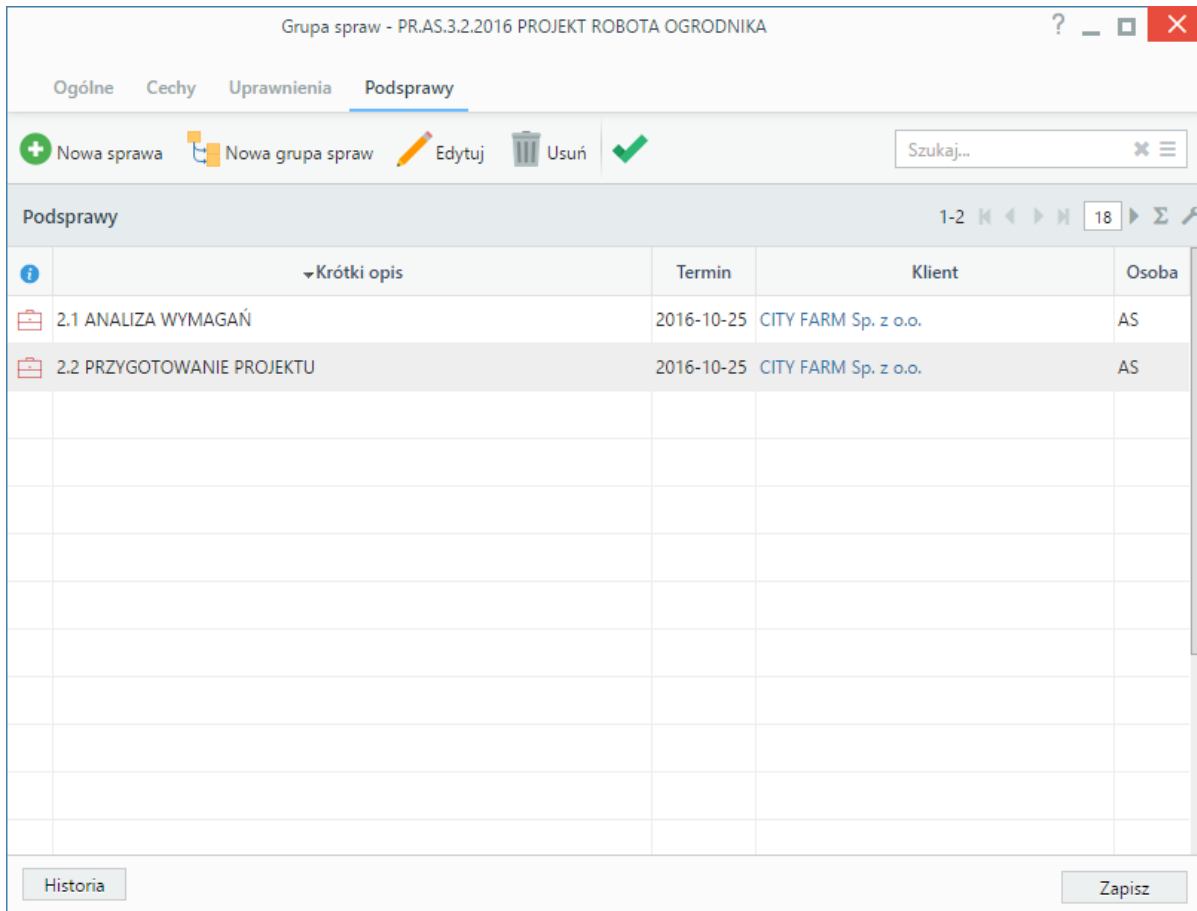 Grupa spraw - PR.AS.3.2.2016 PROJEKT ROBOTA OGRODNIKA
Ogólne Cechy Uprawnienia Podsprawy
Nowa sprawa Nowa grupa spraw Edytuj Usuń Szukaj...
Podsprawy 1-2 18
Krótki opis Termin Klient Osoba
2.1 ANALIZA WYMAGAŃ 2016-10-25 CITY FARM Sp. z o.o. AS
2.2 PRZYGOTOWANIE PROJEKTU 2016-10-25 CITY FARM Sp. z o.o. AS
Historia Zapisz